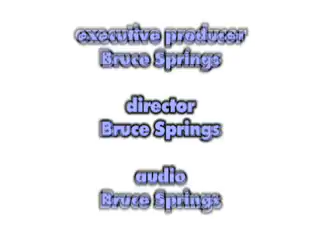 executive producer
Bruce Springs
director
Bruce Springs
audio
Bruce Springs